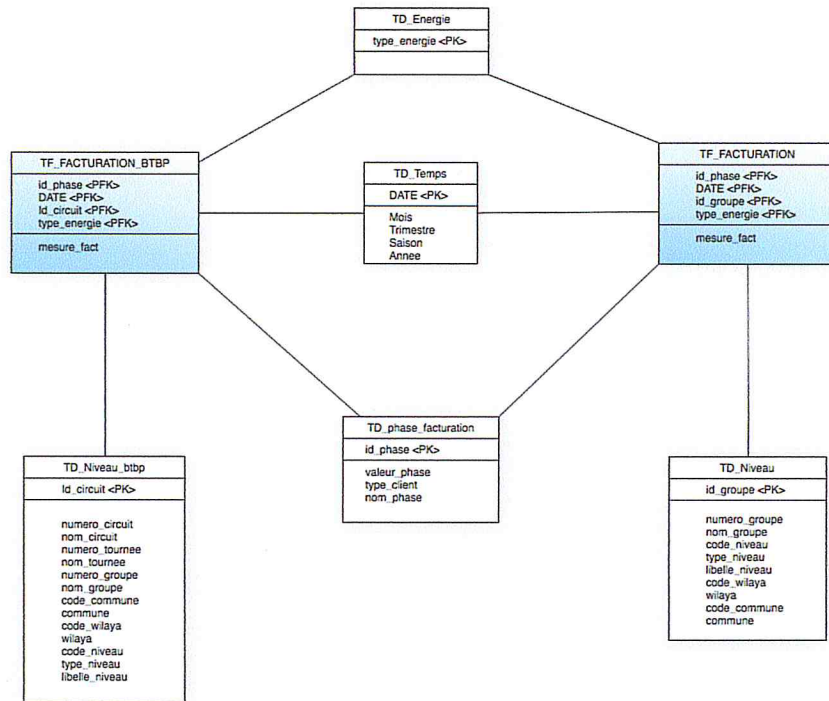 TD_Energie
type_energie <PK>
TF_FACTURATION_BTBP
id_phase <PFK>
DATE <PFK>
Id_circuit <PFK>
type_energie <PFK>
mesure_fact
TD_Temps
DATE <PK>
Mois
Trimestre
Saison
Annee
TF_FACTURATION
id_phase <PFK>
DATE <PFK>
id_groupe <PFK>
type_energie <PFK>
mesure_fact
TD_phase_facturation
id_phase <PK>
valeur_phase
type_client
nom_phase
TD_Niveau_btbp
Id_circuit <PK>
numero_circuit
nom_circuit
numero_tournee
nom_tournee
numero_groupe
nom_groupe
code_commune
commune
code_wilaya
wilaya
code_niveau
type_niveau
libelle_niveau
TD_Niveau
id_groupe <PK>
numero_groupe
nom_groupe
code_niveau
type_niveau
libelle_niveau
code_wilaya
wilaya
code_commune
commune